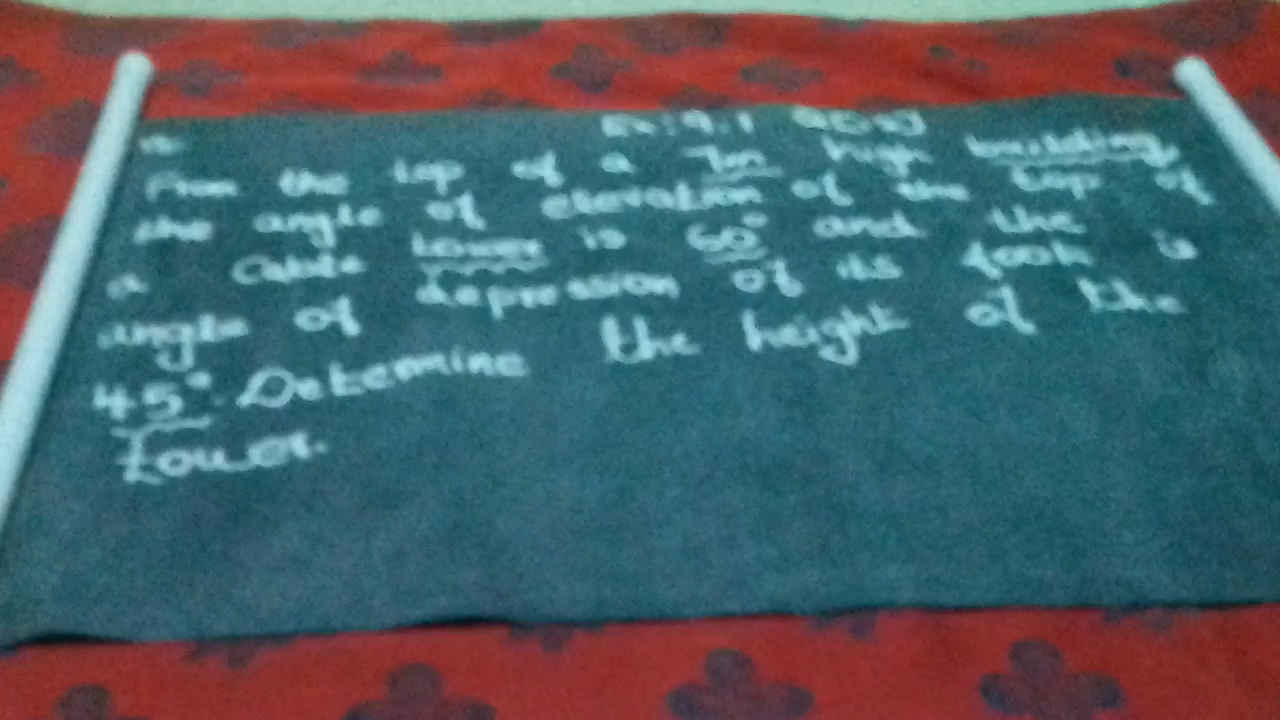 Ex: 9.1
From the top of a 7m high building,
the angle of elevation of the top of
a cable tower is 60° and the
angle of depression of its foot is
45°. Determine the height of the
tower.